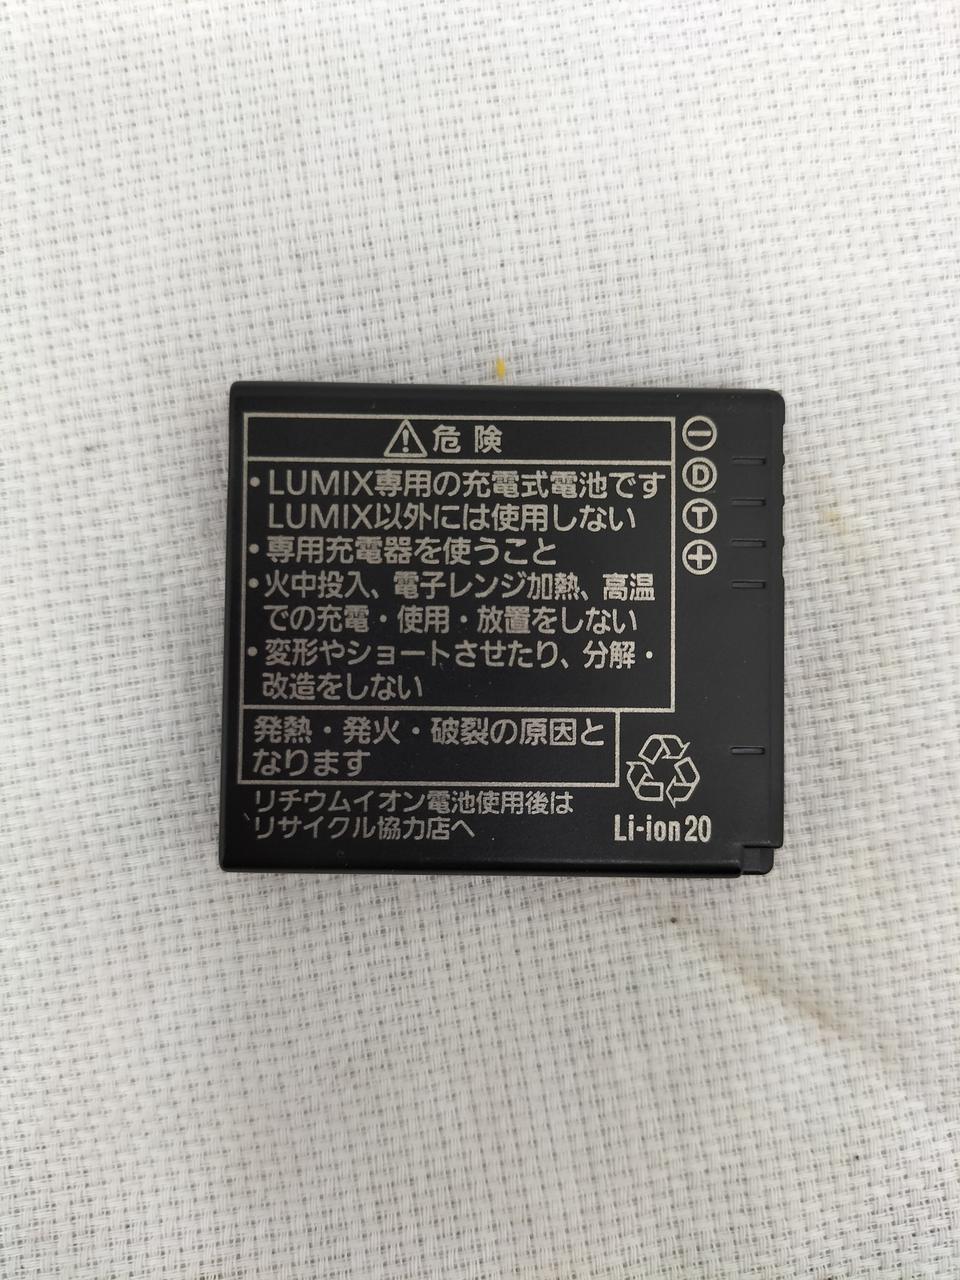 ⚠危険
・LUMIX専用の充電式電池です
LUMIX以外には使用しない
・専用充電器を使うこと
・火中投入、電子レンジ加熱、高温
での充電・使用・放置をしない
・変形やショートさせたり、分解・
改造をしない
発熱・発火・破裂の原因と
なります
リチウムイオン電池使用後は
リサイクル協力店へ
⊖
D
T
⊕
Li-ion20